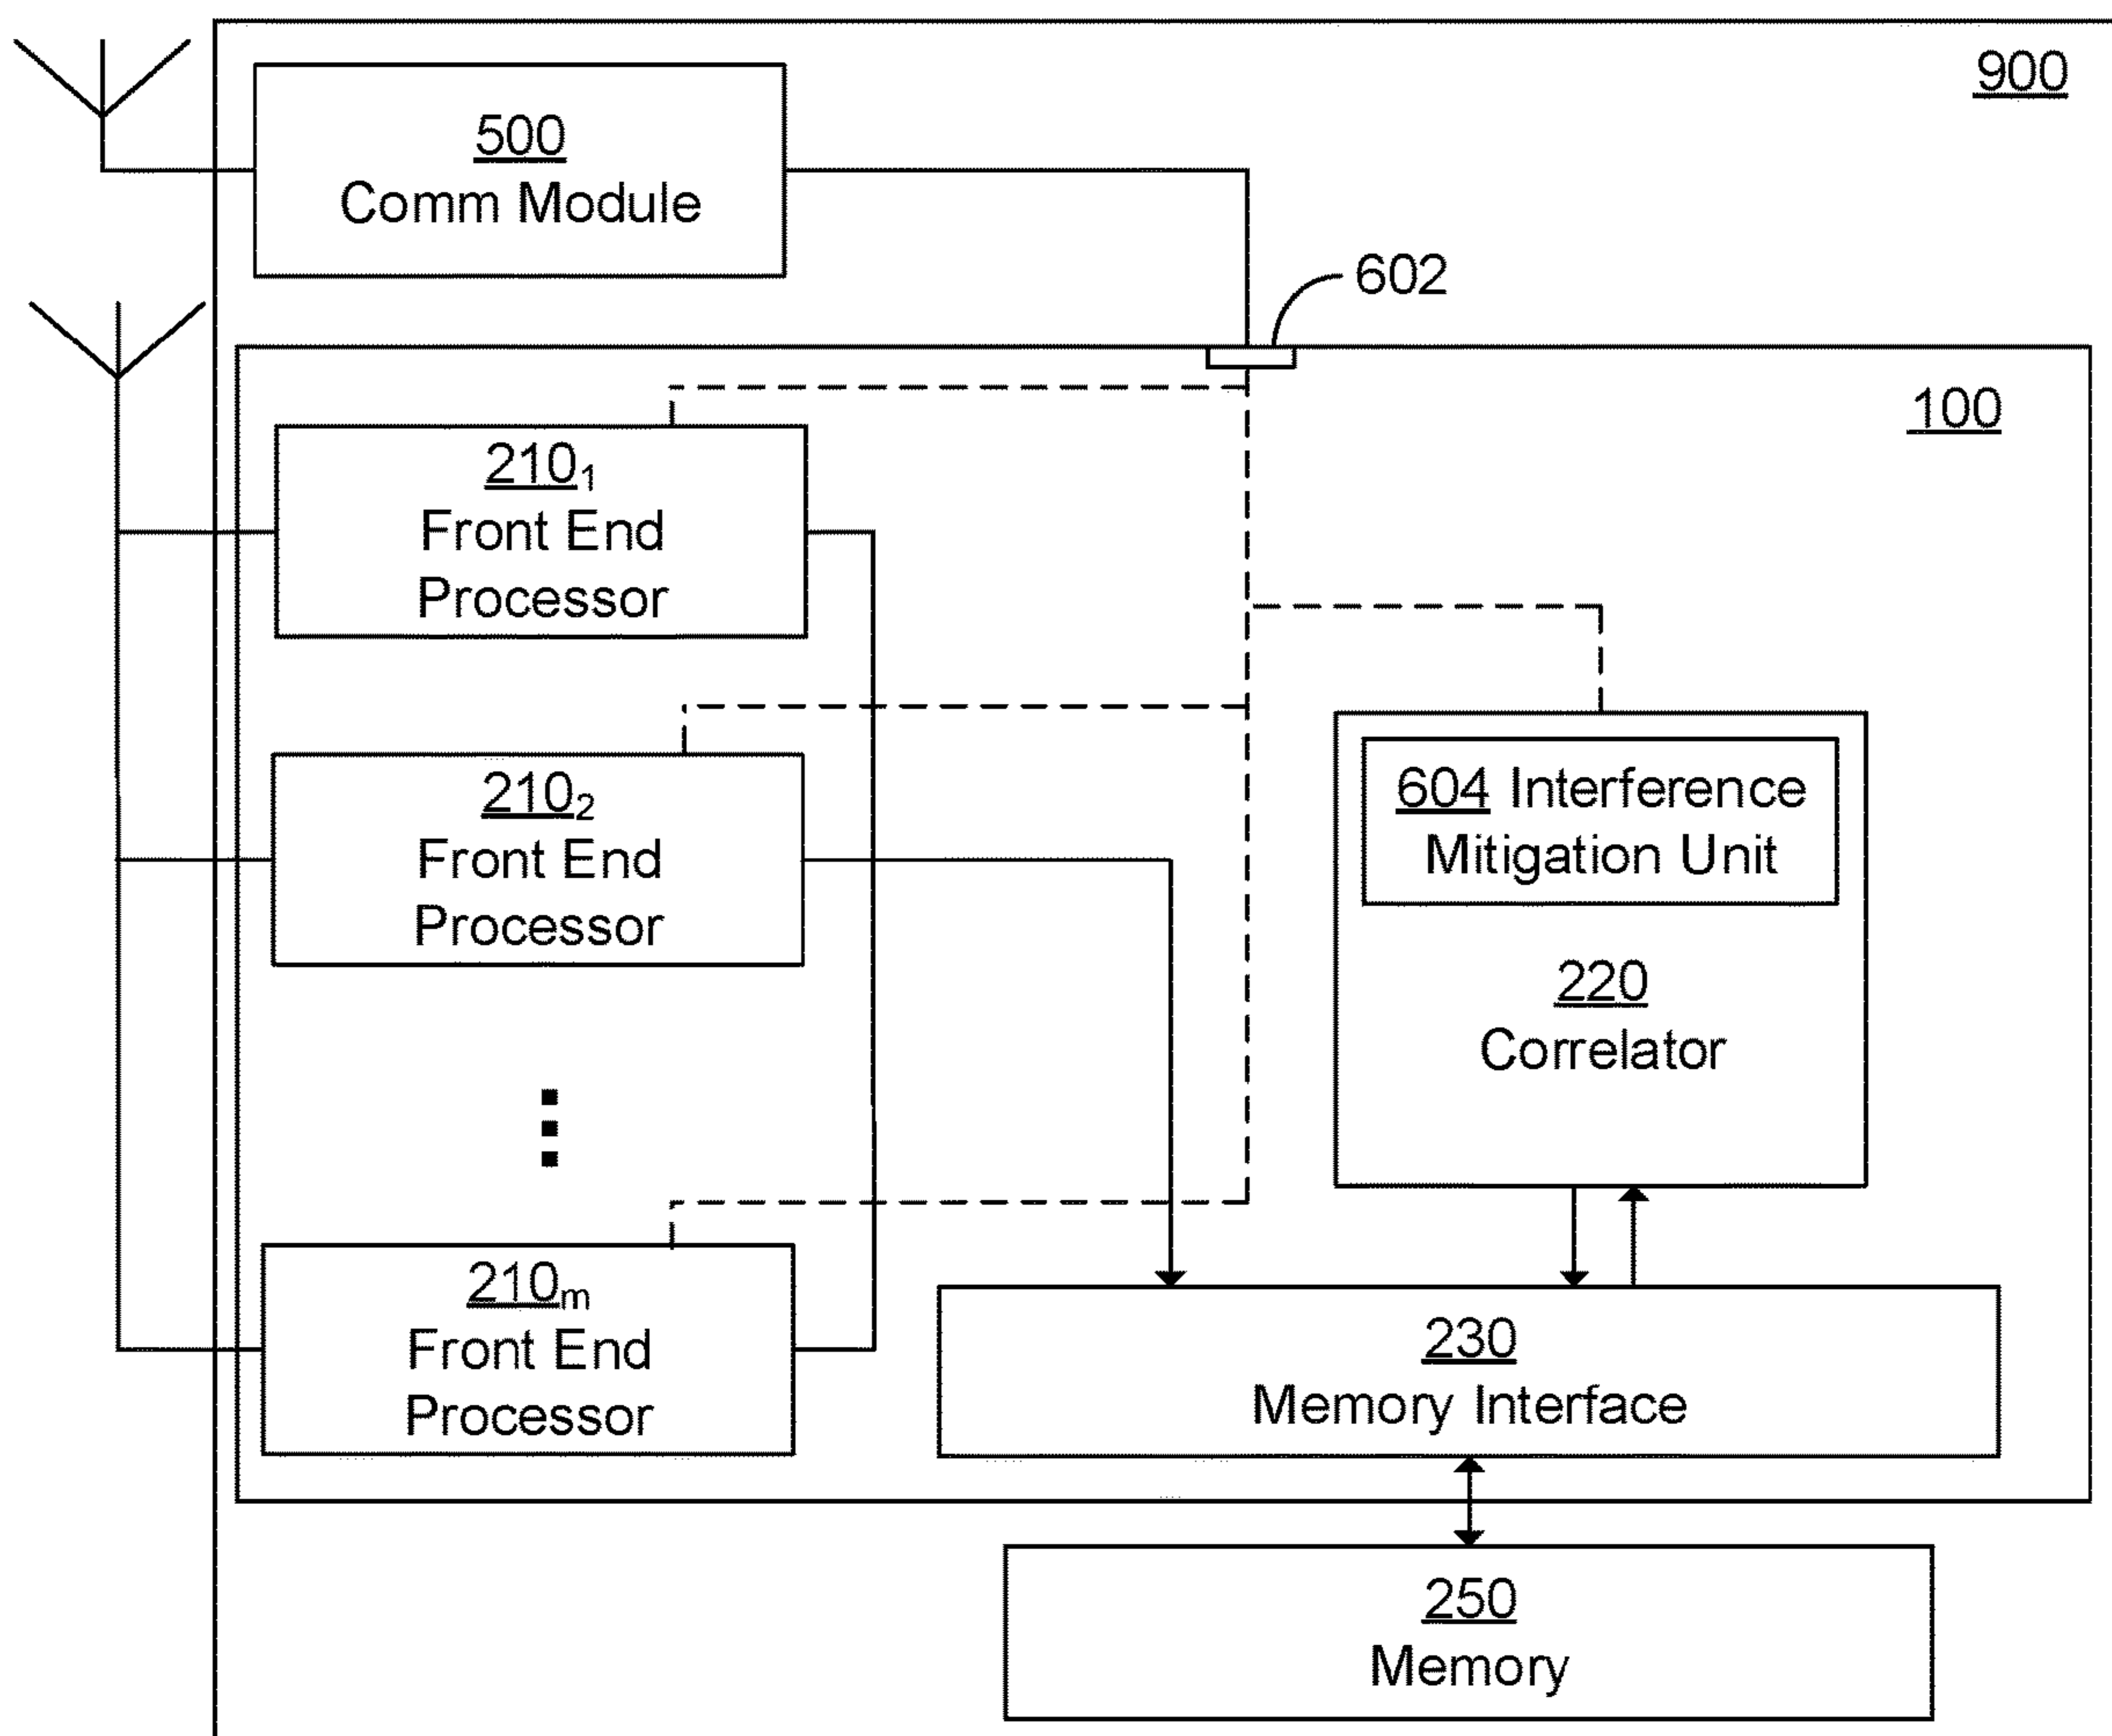 900
500
Comm Module
602
100
210₁
Front End
Processor
210₂
Front End
Processor
604 Interference
Mitigation Unit
220
Correlator
210ₘ
Front End
Processor
230
Memory Interface
250
Memory